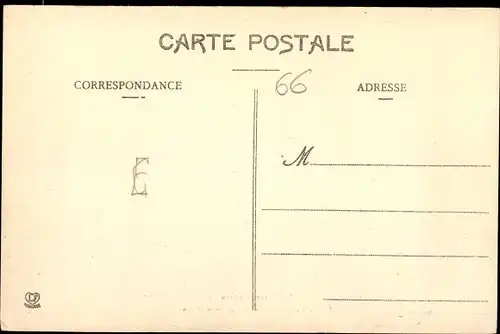 CARTE POSTALE
CORRESPONDANCE
66
ADRESSE
M